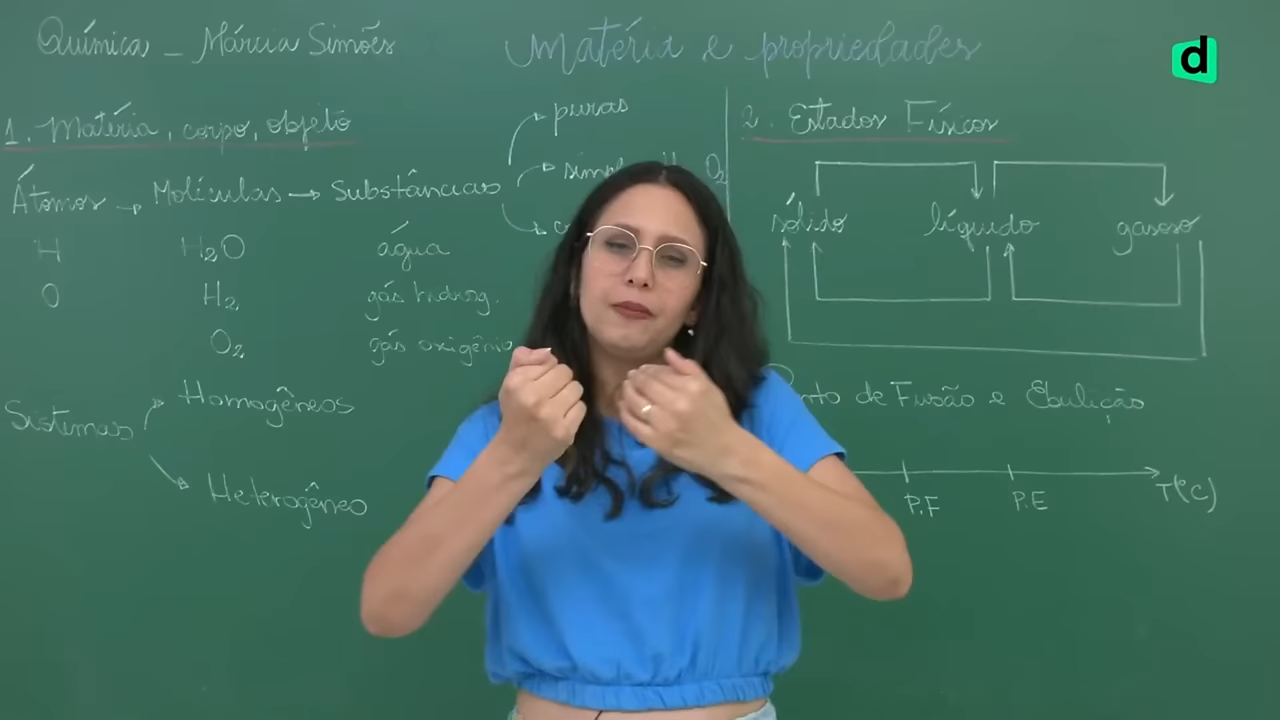 Química - Márcia Simões
Matéria e propriedades
d
1. Matéria, corpo, objeto
Átomos → Moléculas → Substâncias
puras
H
H2O
água
O
H2
gás hidrog.
O2
gás oxigênio
Sistemas
Homogêneos
Heterogêneo
2. Estados Físicos
sólido
líquido
gasoso
de Fusão e Ebulição
P.F
P.E
T(°C)